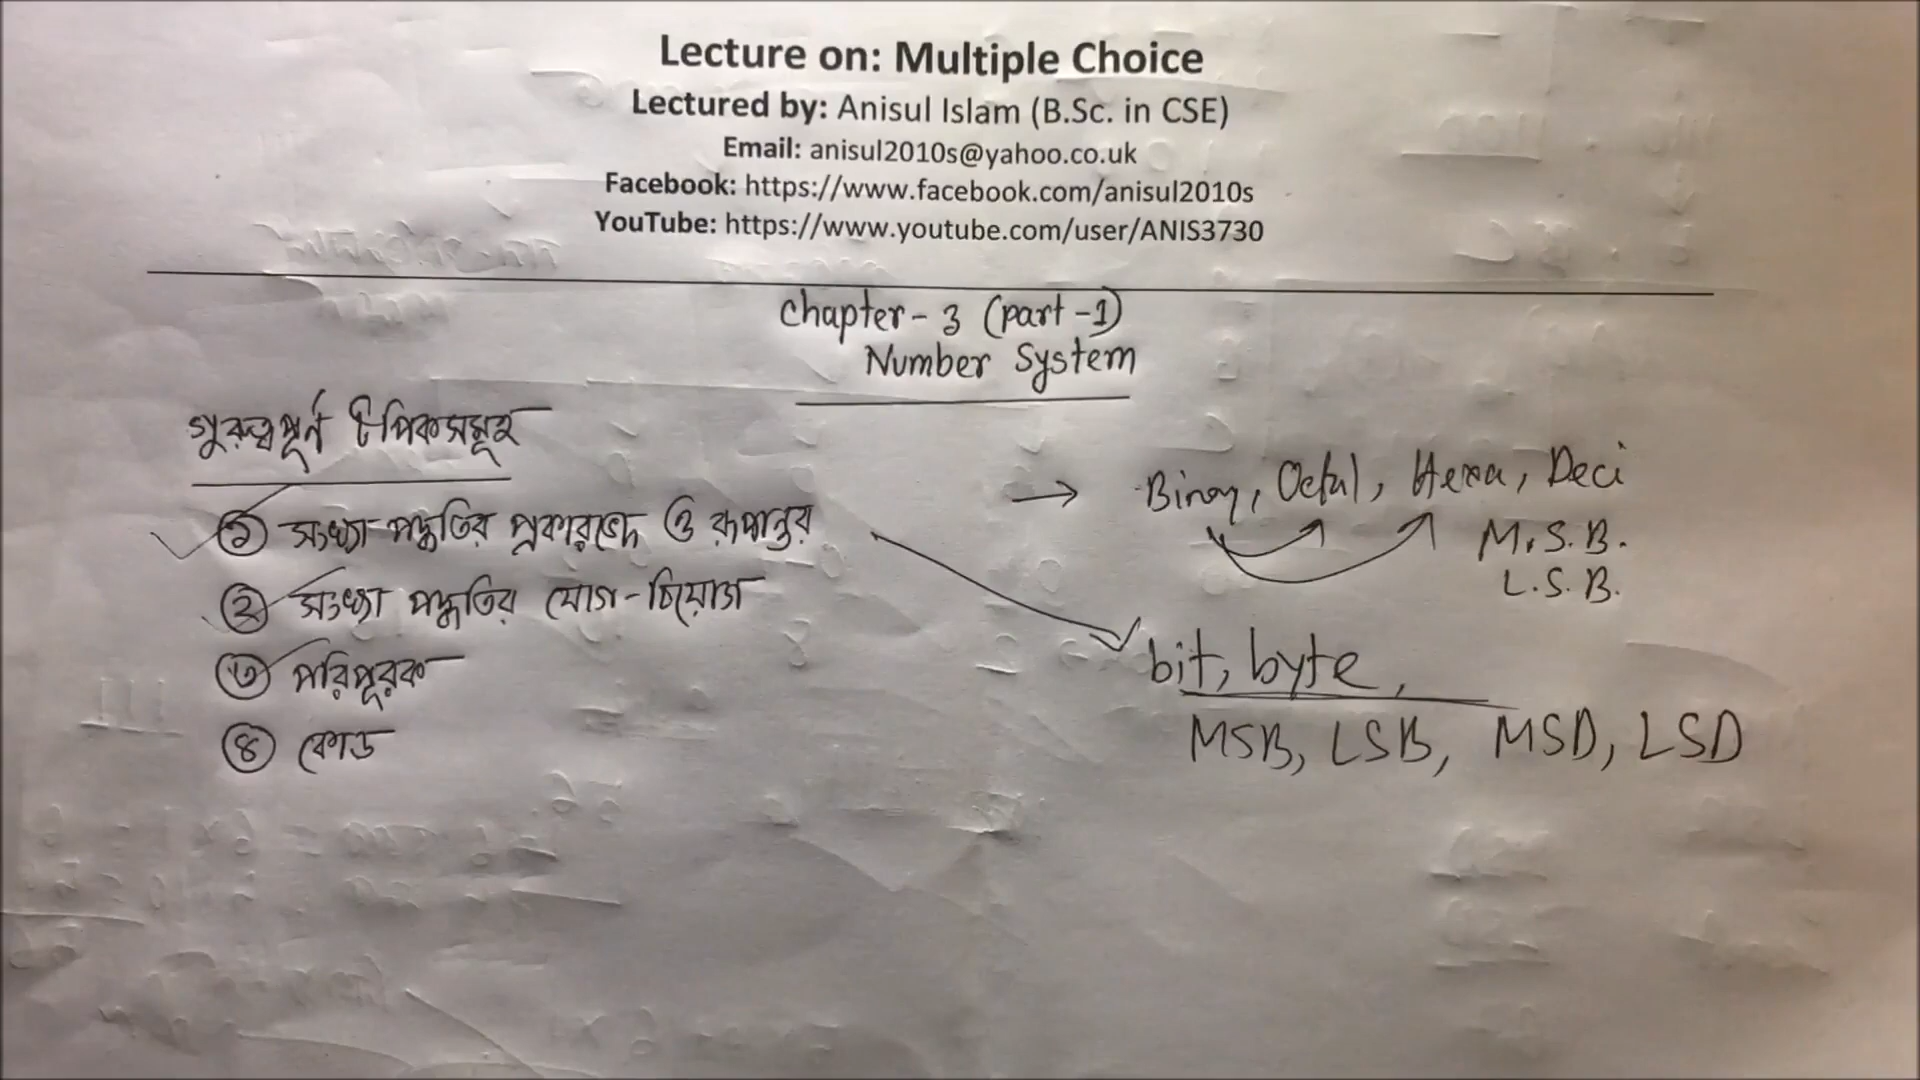 Lecture on: Multiple Choice
Lectured by: Anisul Islam (B.Sc. in CSE)
Email: anisul2010s@yahoo.co.uk
Facebook: https://www.facebook.com/anisul2010s
YouTube: https://www.youtube.com/user/ANIS3730
Chapter - 3 (part -1)
Number System
গুরুত্বপূর্ন টপিকসমূহ
১ সংখ্যা পদ্ধতির প্রকারভেদ ও রূপান্তর
২ সংখ্যা পদ্ধতির যোগ-বিয়োগ
৩ পরিপূরক
৪ কোড
→ Binary, Octal, Hexa, Deci
M.S.B.
L.S.B.
bit, byte,
MSB, LSB, MSD, LSD